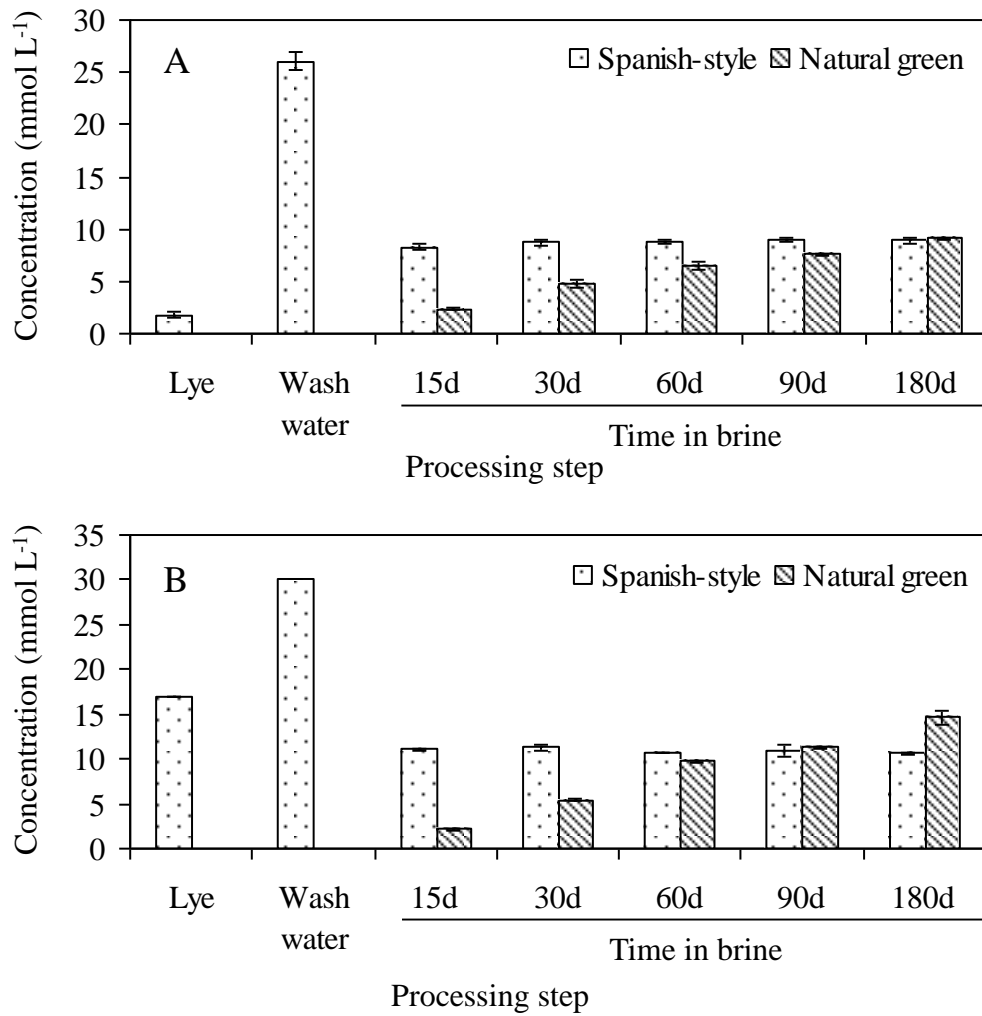 A
Spanish-style Natural green
Concentration (mmol L-1)
30
25
20
15
10
5
0
Lye Wash water 15d 30d 60d 90d 180d
Time in brine
Processing step
B
Spanish-style Natural green
Concentration (mmol L-1)
35
30
25
20
15
10
5
0
Lye Wash water 15d 30d 60d 90d 180d
Time in brine
Processing step